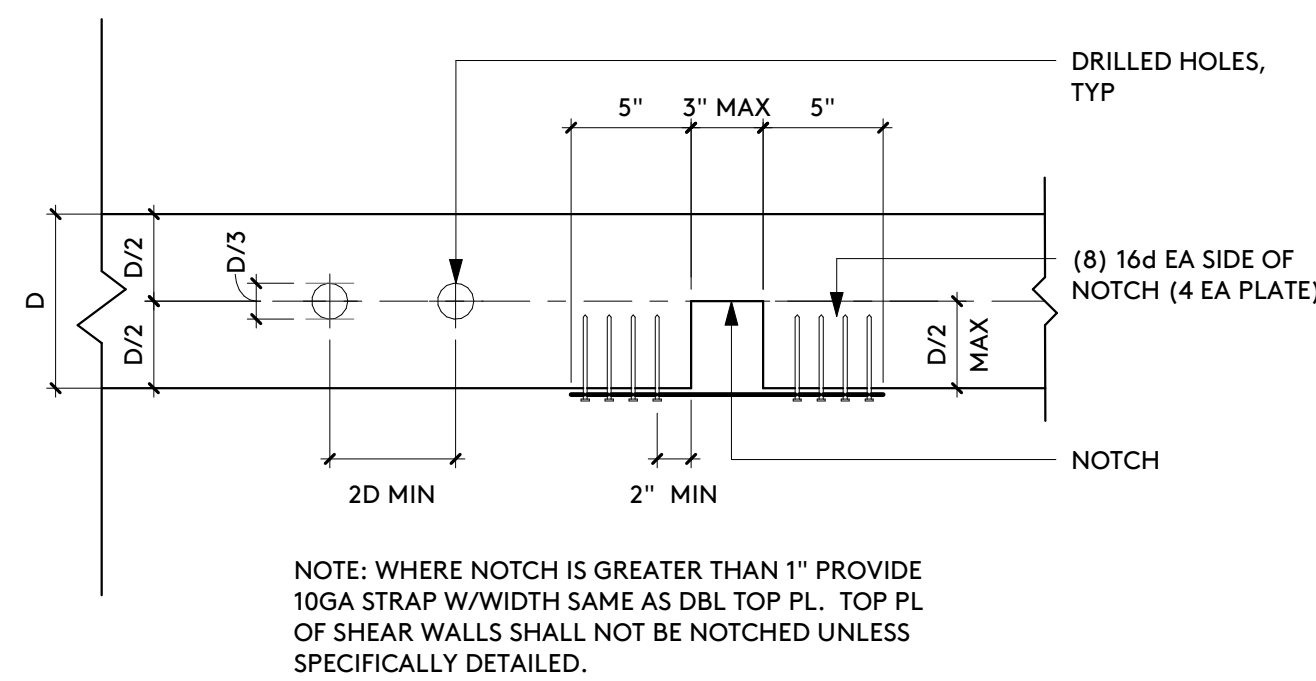 DRILLED HOLES,
TYP
5" 3" MAX 5"
D/2
D/3
D
(8) 16d EA SIDE OF
NOTCH (4 EA PLATE)
D/2
D/2
MAX
NOTCH
2D MIN
2" MIN
NOTE: WHERE NOTCH IS GREATER THAN 1" PROVIDE
10GA STRAP W/WIDTH SAME AS DBL TOP PL. TOP PL
OF SHEAR WALLS SHALL NOT BE NOTCHED UNLESS
SPECIFICALLY DETAILED.